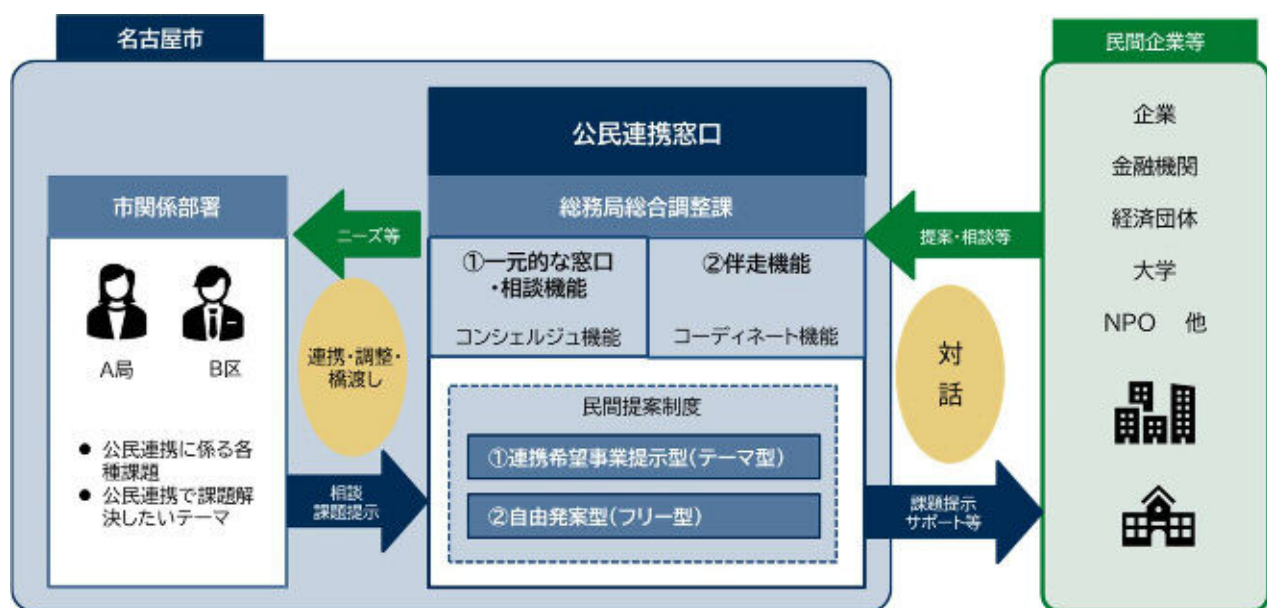 名古屋市
市関係部署
A局
B区
● 公民連携に係る各
種課題
● 公民連携で課題解
決したいテーマ
ニーズ等
連携・調整・
橋渡し
相談
課題提示
公民連携窓口
総務局総合調整課
①一元的な窓口
・相談機能
コンシェルジュ機能
②伴走機能
コーディネート機能
民間提案制度
①連携希望事業提示型(テーマ型)
②自由発案型(フリー型)
提案・相談等
対
話
課題提示
サポート等
民間企業等
企業
金融機関
経済団体
大学
NPO　他